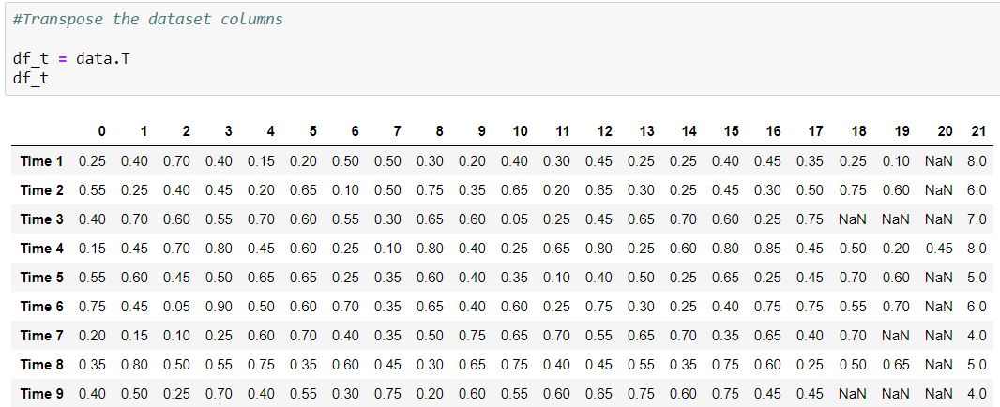 #Transpose the dataset columns
df_t = data.T
df_t
0 1 2 3 4 5 6 7 8 9 10 11 12 13 14 15 16 17 18 19 20 21
Time 1 0.25 0.40 0.70 0.40 0.15 0.20 0.50 0.50 0.30 0.20 0.40 0.30 0.45 0.25 0.25 0.40 0.45 0.35 0.25 0.10 NaN 8.0
Time 2 0.55 0.25 0.40 0.45 0.20 0.65 0.10 0.50 0.75 0.35 0.65 0.20 0.65 0.30 0.25 0.45 0.30 0.50 0.75 0.60 NaN 6.0
Time 3 0.40 0.70 0.60 0.55 0.70 0.60 0.55 0.30 0.65 0.60 0.05 0.25 0.45 0.65 0.70 0.60 0.25 0.75 NaN NaN NaN 7.0
Time 4 0.15 0.45 0.70 0.80 0.45 0.60 0.25 0.10 0.80 0.40 0.25 0.65 0.80 0.25 0.60 0.80 0.85 0.45 0.50 0.20 0.45 8.0
Time 5 0.55 0.60 0.45 0.50 0.65 0.65 0.25 0.35 0.60 0.40 0.35 0.10 0.40 0.50 0.25 0.65 0.25 0.45 0.70 0.60 NaN 5.0
Time 6 0.75 0.45 0.05 0.90 0.50 0.60 0.70 0.35 0.65 0.40 0.60 0.25 0.75 0.30 0.25 0.40 0.75 0.75 0.55 0.70 NaN 6.0
Time 7 0.20 0.15 0.10 0.25 0.60 0.70 0.40 0.35 0.50 0.75 0.65 0.70 0.55 0.65 0.70 0.35 0.65 0.40 0.70 NaN NaN 4.0
Time 8 0.35 0.80 0.50 0.55 0.75 0.35 0.60 0.45 0.30 0.65 0.75 0.40 0.45 0.55 0.35 0.75 0.60 0.25 0.50 0.65 NaN 5.0
Time 9 0.40 0.50 0.25 0.70 0.40 0.55 0.30 0.75 0.20 0.60 0.55 0.60 0.65 0.75 0.60 0.75 0.45 0.45 NaN NaN NaN 4.0